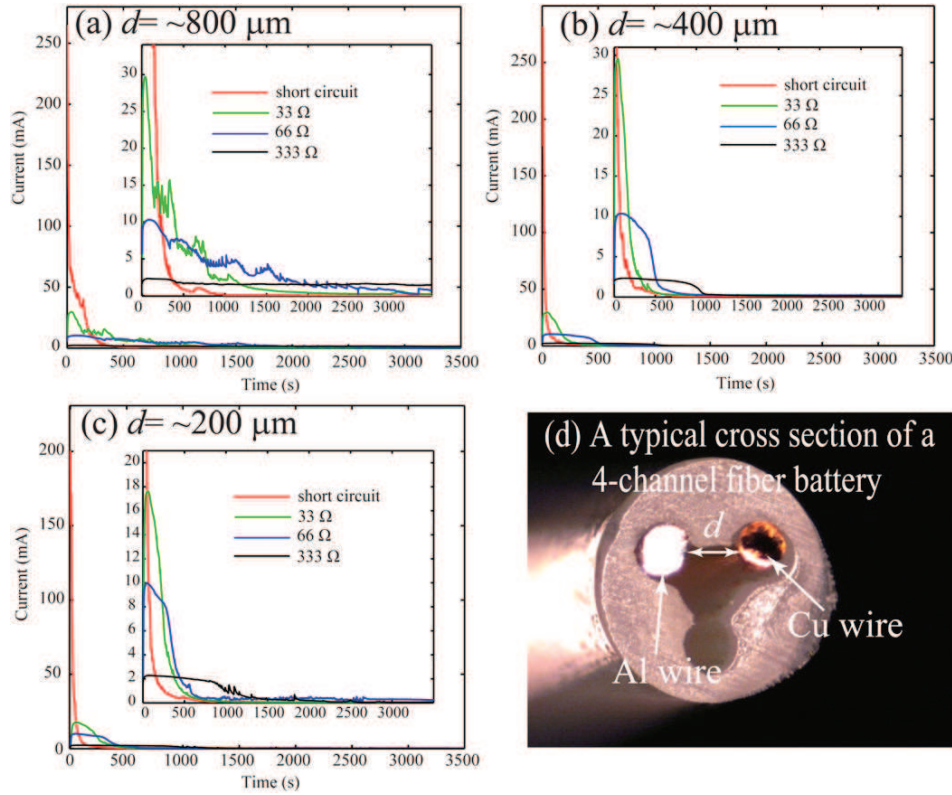 (a) d= ~800 μm
250
200
150
100
50
0
Current (mA)
0 500 1000 1500 2000 2500 3000 3500
Time (s)
30
25
20
15
10
5
0
0 500 1000 1500 2000 2500 3000
short circuit
33 Ω
66 Ω
333 Ω
(b) d= ~400 μm
250
200
150
100
50
0
Current (mA)
0 500 1000 1500 2000 2500 3000 3500
Time (s)
30
25
20
15
10
5
0
0 500 1000 1500 2000 2500 3000
short circuit
33 Ω
66 Ω
333 Ω
(c) d= ~200 μm
200
150
100
50
0
Current (mA)
0 500 1000 1500 2000 2500 3000 3500
Time (s)
20
18
16
14
12
10
8
6
4
2
0
0 500 1000 1500 2000 2500 3000
short circuit
33 Ω
66 Ω
333 Ω
(d) A typical cross section of a
4-channel fiber battery
d
Cu wire
Al wire